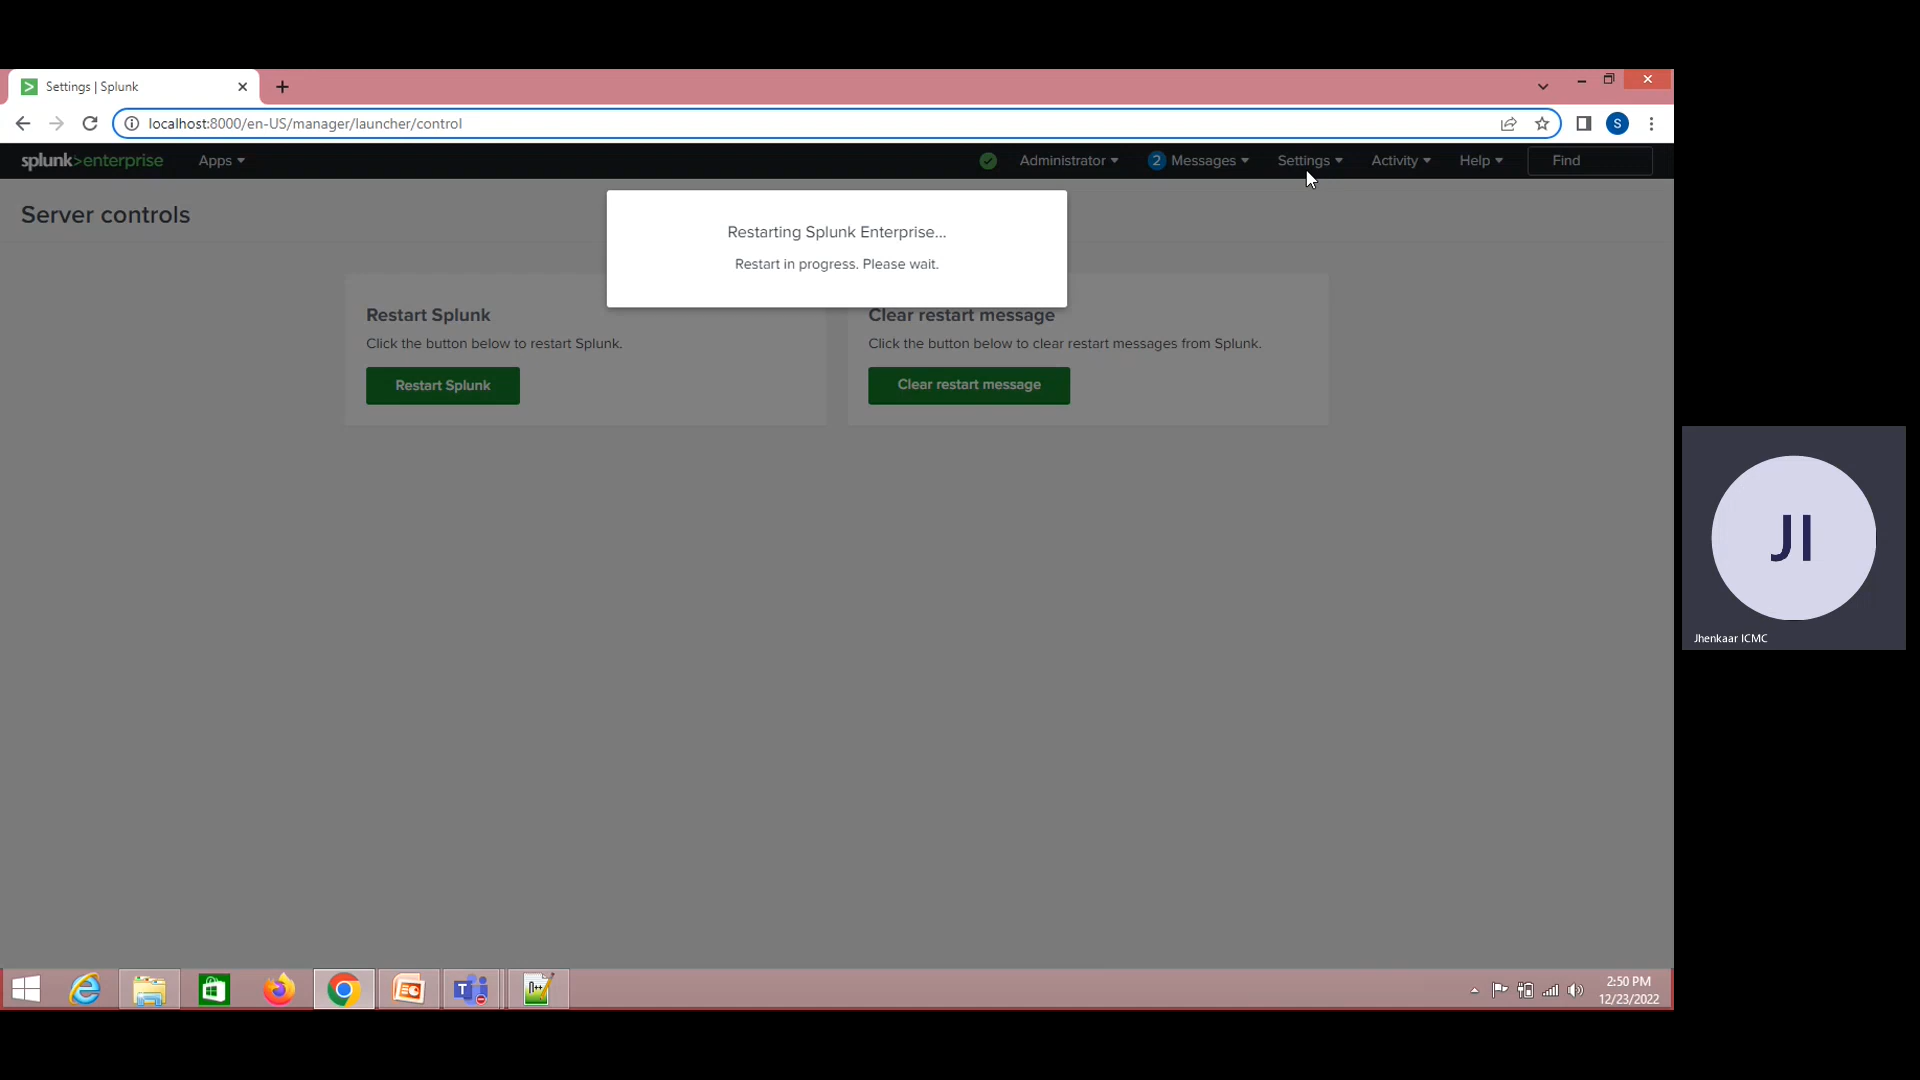 Settings | Splunk
localhost:8000/en-US/manager/launcher/control
S
splunk>enterprise Apps Administrator 2 Messages Settings Activity Help Find
Server controls
Restarting Splunk Enterprise...
Restart in progress. Please wait.
Restart Splunk
Click the button below to restart Splunk.
Restart Splunk
Clear restart message
Click the button below to clear restart messages from Splunk.
Clear restart message
JI
Jhenkaar ICMC
2:50 PM
12/23/2022